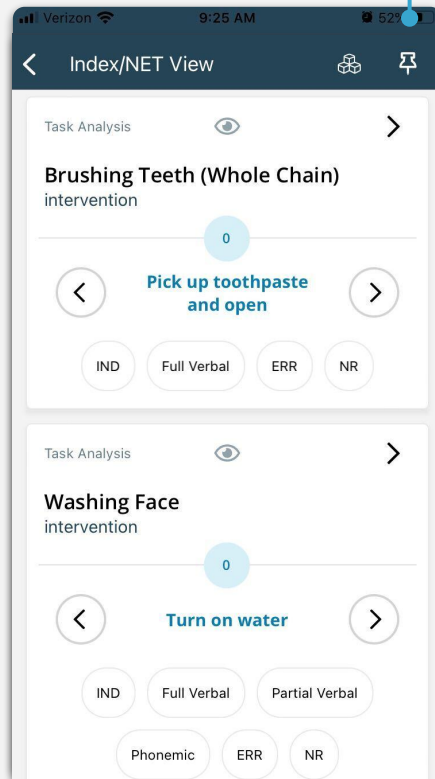 Verizon 9:25 AM 52%
Index/NET View
Task Analysis
Brushing Teeth (Whole Chain)
intervention
0
Pick up toothpaste
and open
IND Full Verbal ERR NR
Task Analysis
Washing Face
intervention
0
Turn on water
IND Full Verbal Partial Verbal
Phonemic ERR NR